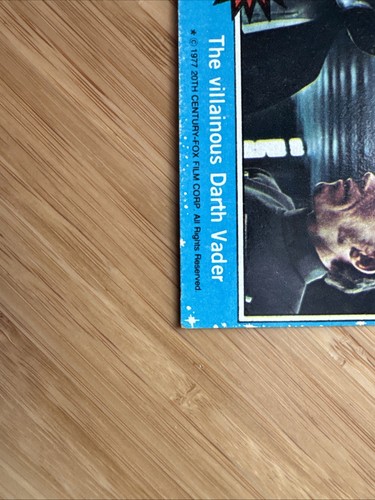 The villainous Darth Vader
* © 1977 20TH CENTURY-FOX FILM CORP. All Rights Reserved